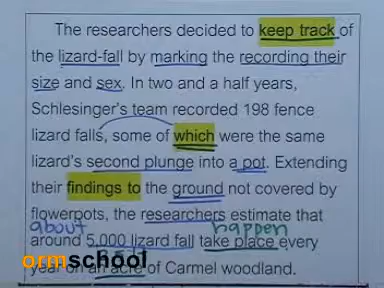 The researchers decided to keep track of
the lizard-fall by marking the recording their
size and sex. In two and a half years,
Schlesinger's team recorded 198 fence
lizard falls, some of which were the same
lizard's second plunge into a pot. Extending
their findings to the ground not covered by
flowerpots, the researchers estimate that
about happen
around 5,000 lizard fall take place every
year on an acre of Carmel woodland.
ormschool